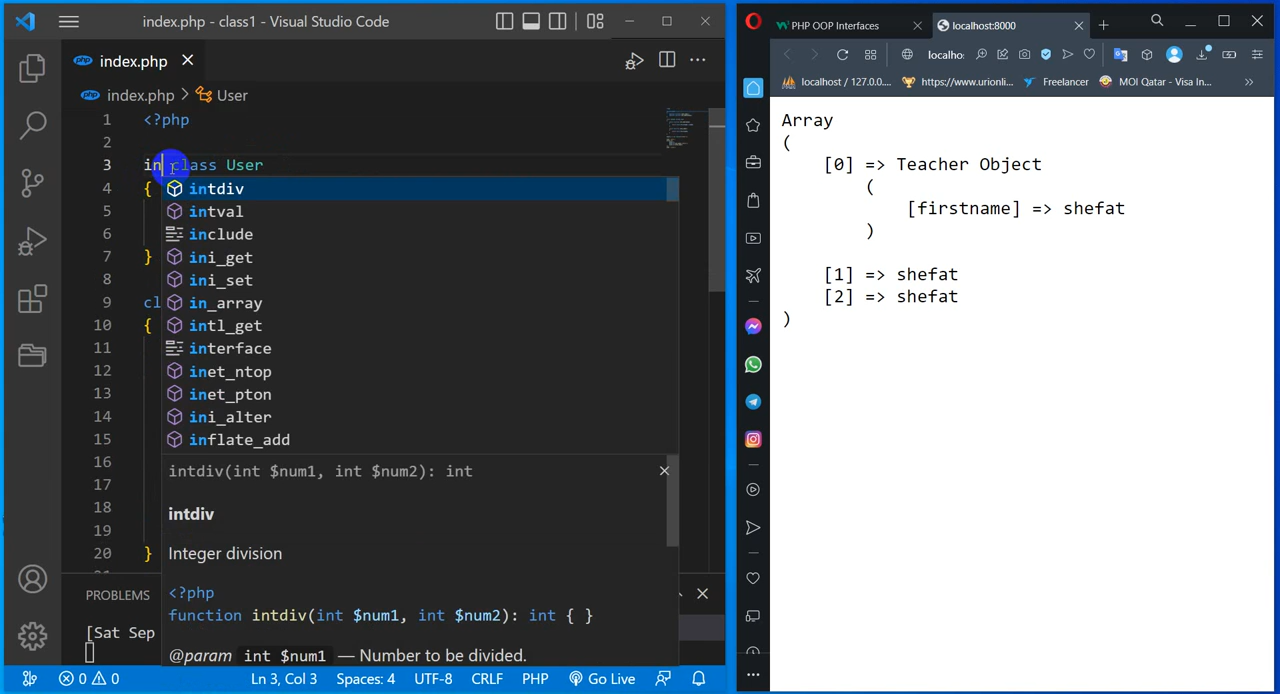 index.php - class1 - Visual Studio Code
index.php
index.php > User
1 <?php
2
3 in class User
4 {
5
6
7 }
8
9 cl
10 {
11
12
13
14
15
16
17
18
19
20 }
intdiv
intval
include
ini_get
ini_set
in_array
intl_get
interface
inet_ntop
inet_pton
ini_alter
inflate_add
intdiv(int $num1, int $num2): int
intdiv
Integer division
<?php
function intdiv(int $num1, int $num2): int { }
@param int $num1 — Number to be divided.
PROBLEMS
[Sat Sep
0 0 Ln 3, Col 3 Spaces: 4 UTF-8 CRLF PHP Go Live
PHP OOP Interfaces localhost:8000
localho:
localhost / 127.0.0.... https://www.urionli... Freelancer MOI Qatar - Visa In...
Array
(
[0] => Teacher Object
(
[firstname] => shefat
)
[1] => shefat
[2] => shefat
)